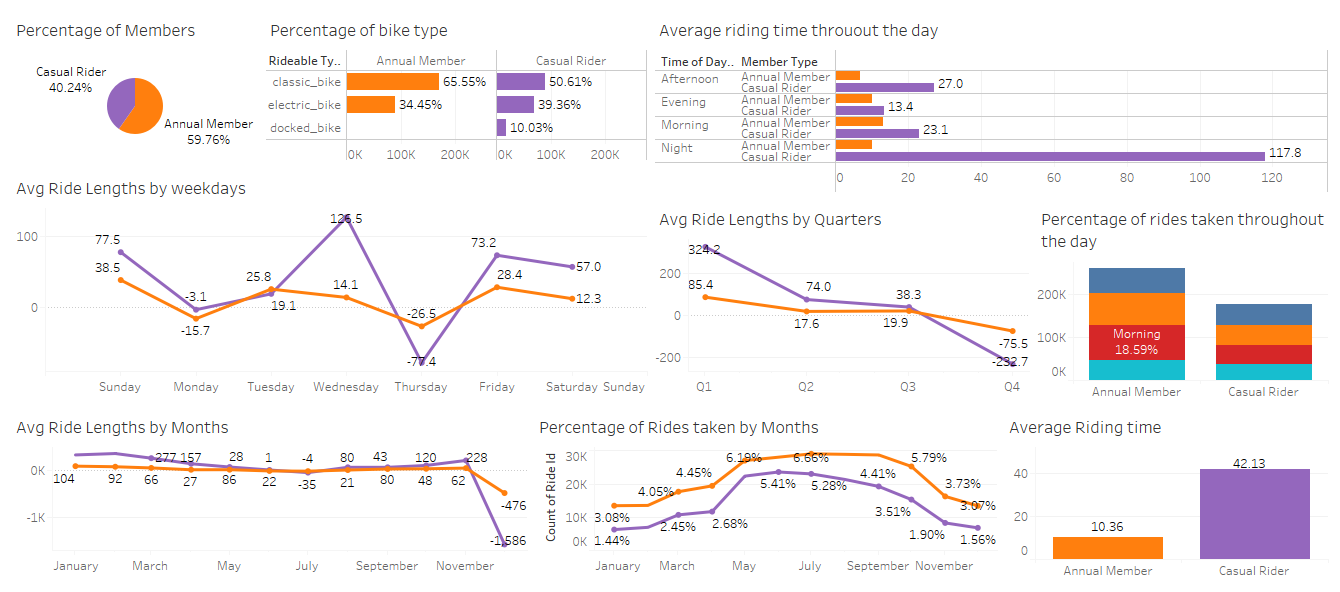 Percentage of Members
Casual Rider
40.24%
Annual Member
59.76%
Percentage of bike type
Rideable Ty..
Annual Member
Casual Rider
classic_bike
65.55%
50.61%
electric_bike
34.45%
39.36%
docked_bike
10.03%
0K
100K
200K
0K
100K
200K
Average riding time throuout the day
Time of Day..
Member Type
Afternoon
Annual Member
Casual Rider
27.0
Evening
Annual Member
Casual Rider
13.4
Morning
Annual Member
Casual Rider
23.1
Night
Annual Member
Casual Rider
117.8
0
20
40
60
80
100
120
Avg Ride Lengths by weekdays
100
0
77.5
38.5
-3.1
-15.7
25.8
19.1
126.5
14.1
-26.5
-77.4
73.2
28.4
57.0
12.3
Sunday
Monday
Tuesday
Wednesday
Thursday
Friday
Saturday
Sunday
Avg Ride Lengths by Quarters
200
0
-200
324.2
85.4
74.0
17.6
38.3
19.9
-75.5
-232.7
Q1
Q2
Q3
Q4
Percentage of rides taken throughout
the day
200K
100K
0K
Morning
18.59%
Annual Member
Casual Rider
Avg Ride Lengths by Months
0K
-1K
277
157
28
1
-4
80
43
120
228
104
92
66
27
86
22
-35
21
80
48
62
-476
-1,586
January
March
May
July
September
November
Percentage of Rides taken by Months
Count of Ride Id
30K
20K
10K
0K
3.08%
4.05%
4.45%
6.19%
6.66%
4.41%
5.79%
3.73%
3.07%
1.44%
2.45%
2.68%
5.41%
5.28%
3.51%
1.90%
1.56%
January
March
May
July
September
November
Average Riding time
40
20
0
10.36
42.13
Annual Member
Casual Rider